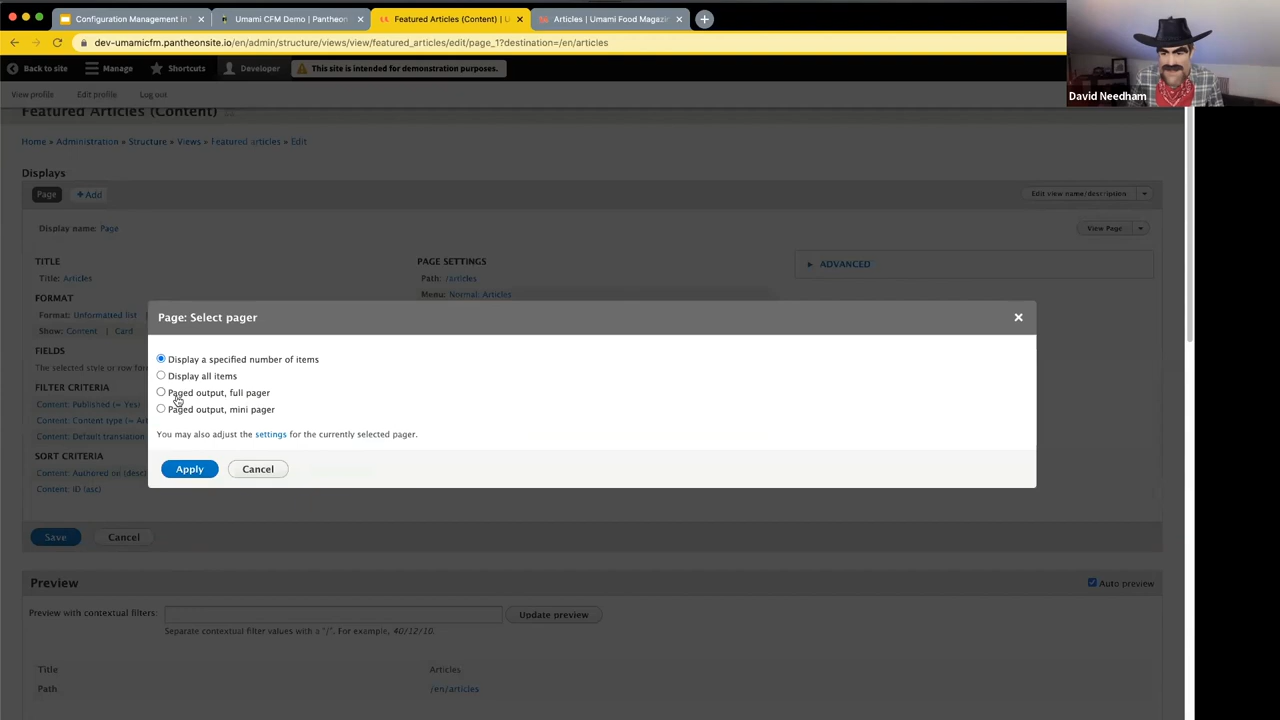 Configuration Management in
Umami CFM Demo | Pantheon
Featured Articles (Content) | U
Articles | Umami Food Magazin
dev-umamicfm.pantheonsite.io/en/admin/structure/views/view/featured_articles/edit/page_1?destination=/en/articles
Back to site
Manage
Shortcuts
Developer
This site is intended for demonstration purposes.
David Needham
View profile
Edit profile
Log out
Featured Articles (Content)
Home » Administration » Structure » Views » Featured articles » Edit
Displays
Page
+ Add
Edit view name/description
Display name: Page
View Page
TITLE
Title: Articles
FORMAT
Format: Unformatted list |
Show: Content | Card
FIELDS
The selected style or row for
FILTER CRITERIA
Content: Published (= Yes)
Content: Content type (= Art
Content: Default translation
SORT CRITERIA
Content: Authored on (desc)
Content: ID (asc)
PAGE SETTINGS
Path: /articles
Menu: Normal: Articles
ADVANCED
Page: Select pager
Display a specified number of items
Display all items
Paged output, full pager
Paged output, mini pager
You may also adjust the settings for the currently selected pager.
Apply
Cancel
Save
Cancel
Preview
Auto preview
Preview with contextual filters:
Update preview
Separate contextual filter values with a "/". For example, 40/12/10.
Title
Articles
Path
/en/articles